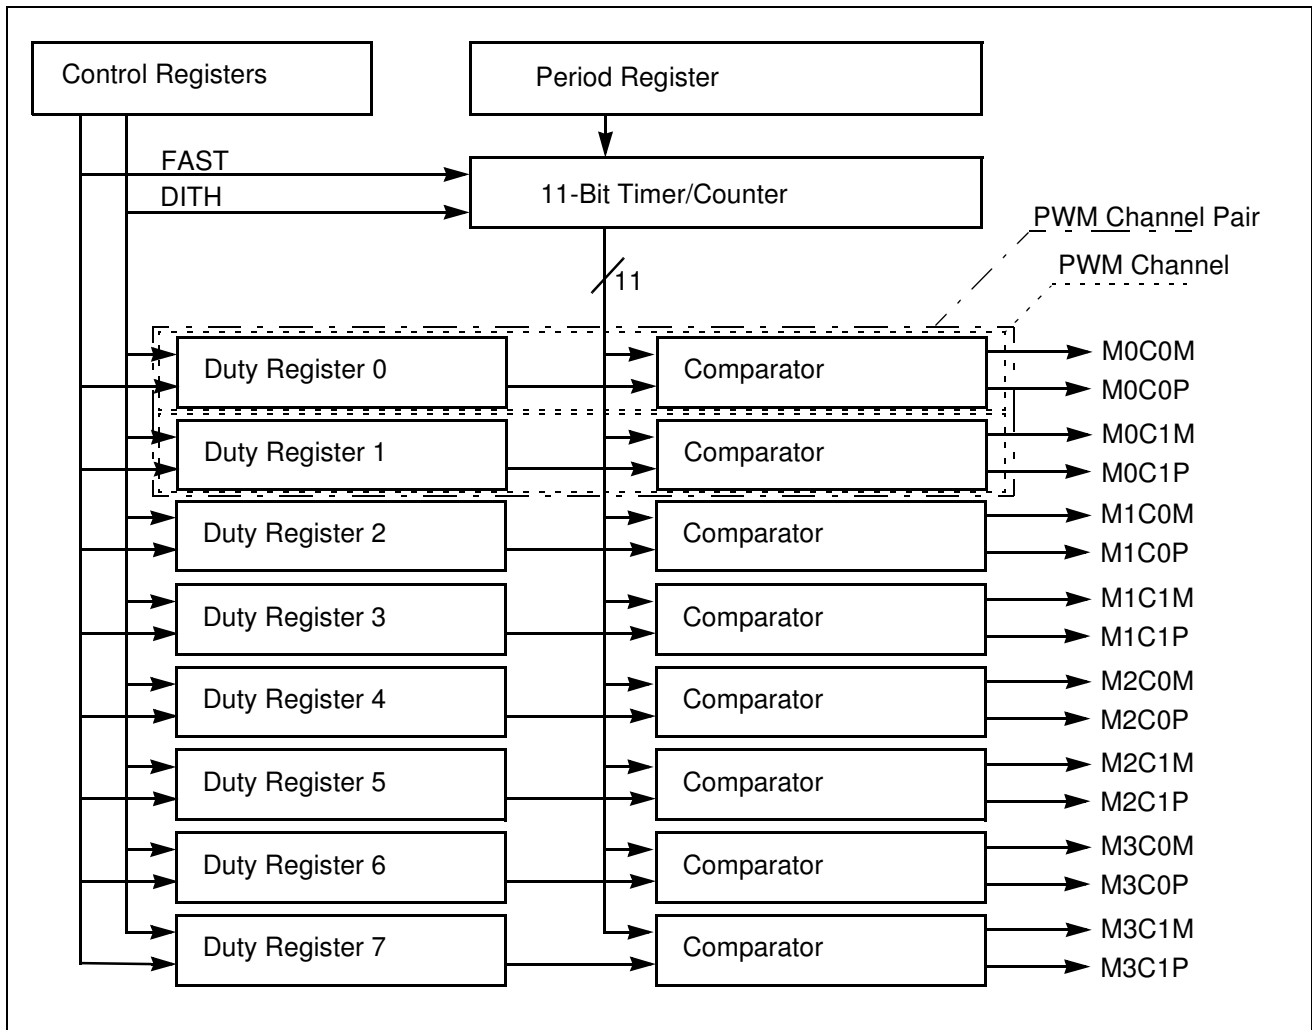 Control Registers
Period Register
FAST
DITH
11-Bit Timer/Counter
PWM Channel Pair
PWM Channel
11
Duty Register 0
Comparator
M0C0M
M0C0P
Duty Register 1
Comparator
M0C1M
M0C1P
Duty Register 2
Comparator
M1C0M
M1C0P
Duty Register 3
Comparator
M1C1M
M1C1P
Duty Register 4
Comparator
M2C0M
M2C0P
Duty Register 5
Comparator
M2C1M
M2C1P
Duty Register 6
Comparator
M3C0M
M3C0P
Duty Register 7
Comparator
M3C1M
M3C1P